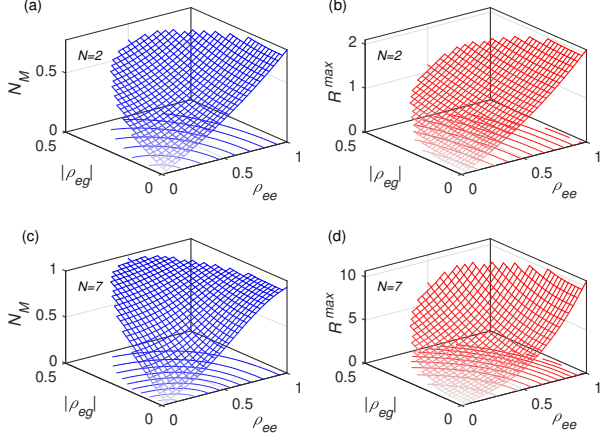 (a)
N=2
N_M
0.5
0
0.5
|ρ_eg|
0
0
0.5
1
ρ_ee
(b)
N=2
R^max
2
1
0
0.5
|ρ_eg|
0
0
0.5
1
ρ_ee
(c)
N=7
N_M
1
0.5
0
0.5
|ρ_eg|
0
0
0.5
1
ρ_ee
(d)
N=7
R^max
10
5
0
0.5
|ρ_eg|
0
0
0.5
1
ρ_ee